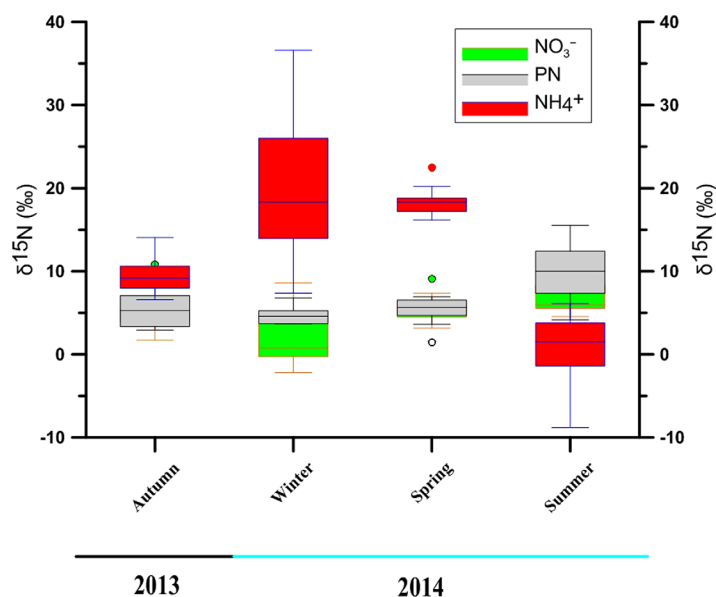 40
30
20
10
0
-10
δ15N (‰)
NO3−
PN
NH4+
40
30
20
10
0
-10
δ15N (‰)
Autumn
Winter
Spring
Summer
2013
2014